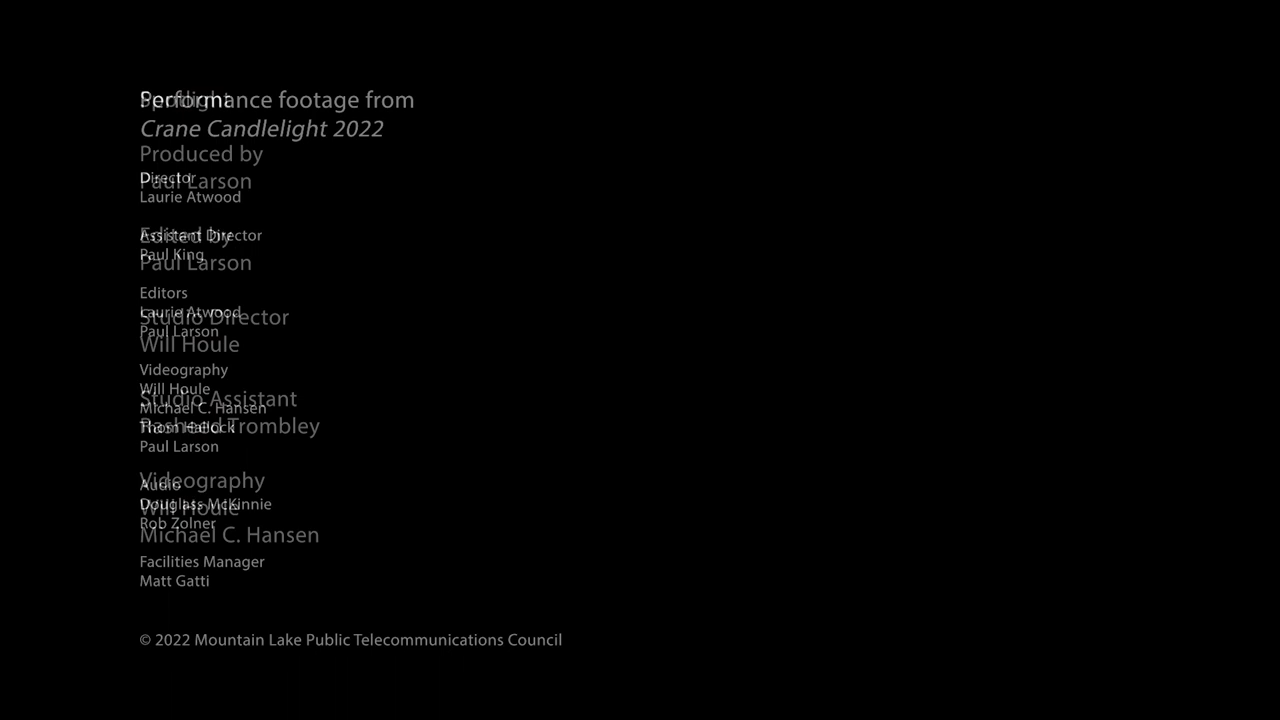 Spotlight
Produced by
Paul Larson
Edited by
Paul Larson
Studio Director
Will Houle
Studio Assistant
Rasheed Trombley
Videography
Will Houle
Michael C. Hansen
Performance footage from
Crane Candlelight 2022
Director
Laurie Atwood
Assistant Director
Paul King
Editors
Laurie Atwood
Paul Larson
Videography
Will Houle
Michael C. Hansen
Thom Hallock
Paul Larson
Audio
Douglass McKinnie
Rob Zolner
Facilities Manager
Matt Gatti
© 2022 Mountain Lake Public Telecommunications Council